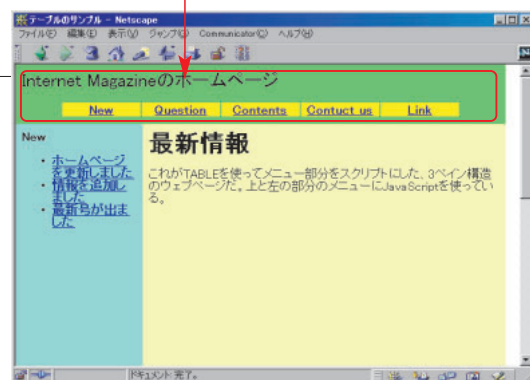 テーブルのサンプル - Netscape
ファイル(F) 編集(E) 表示(V) ジャンプ(G) Communicator(C) ヘルプ(H)
Internet Magazineのホームページ
New Question Contents Contuct us Link
New
・ホームページ
を更新しました
・情報を追加し
ました
・最新号が出ま
した
最新情報
これがTABLEを使ってメニュー部分をスクリプトにした、3ペイン構造
のウェブページだ。上と左の部分のメニューにJavaScriptを使ってい
る。
ドキュメント:完了。